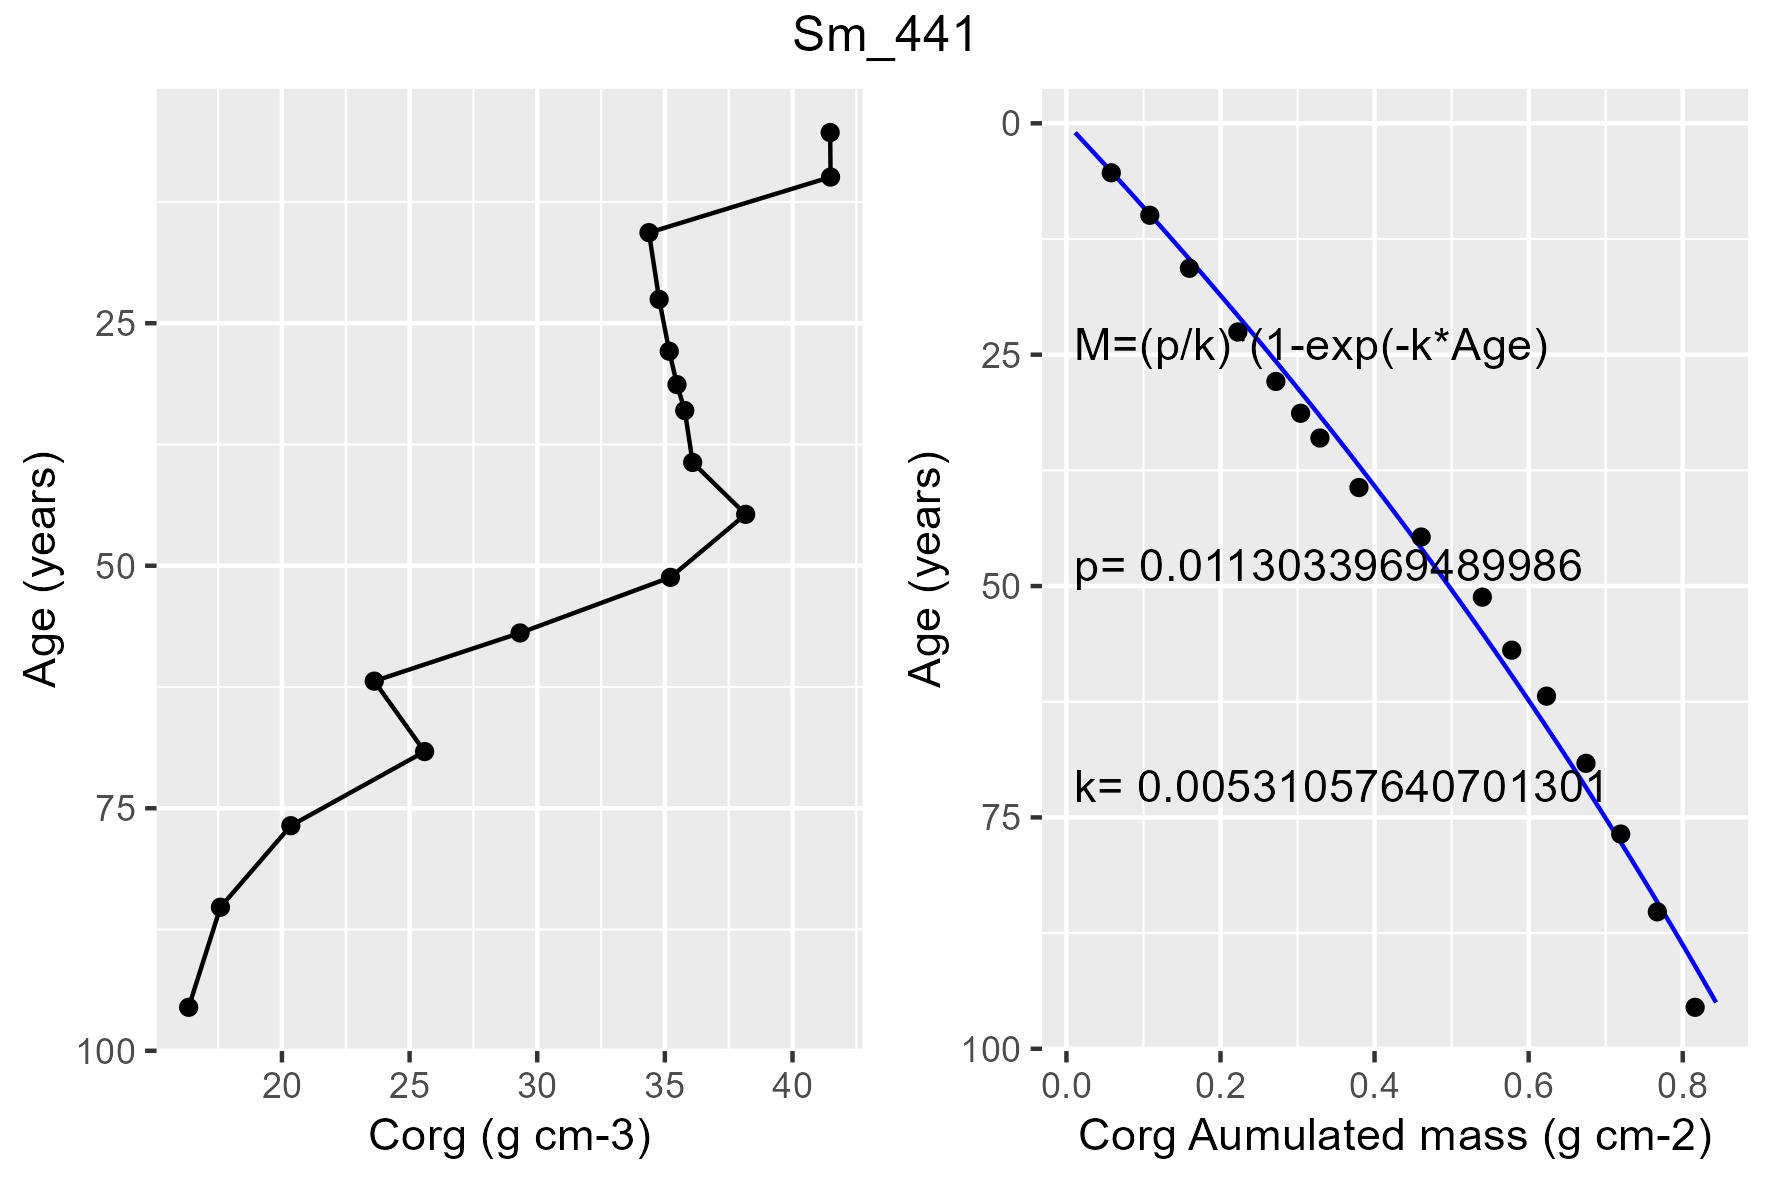 Sm_441
Age (years)
25
50
75
100
20 25 30 35 40
Corg (g cm-3)
Age (years)
0
25
50
75
100
M=(p/k)*(1-exp(-k*Age)
p= 0.0113033969489986
k= 0.00531057640701301
0.0 0.2 0.4 0.6 0.8
Corg Aumulated mass (g cm-2)